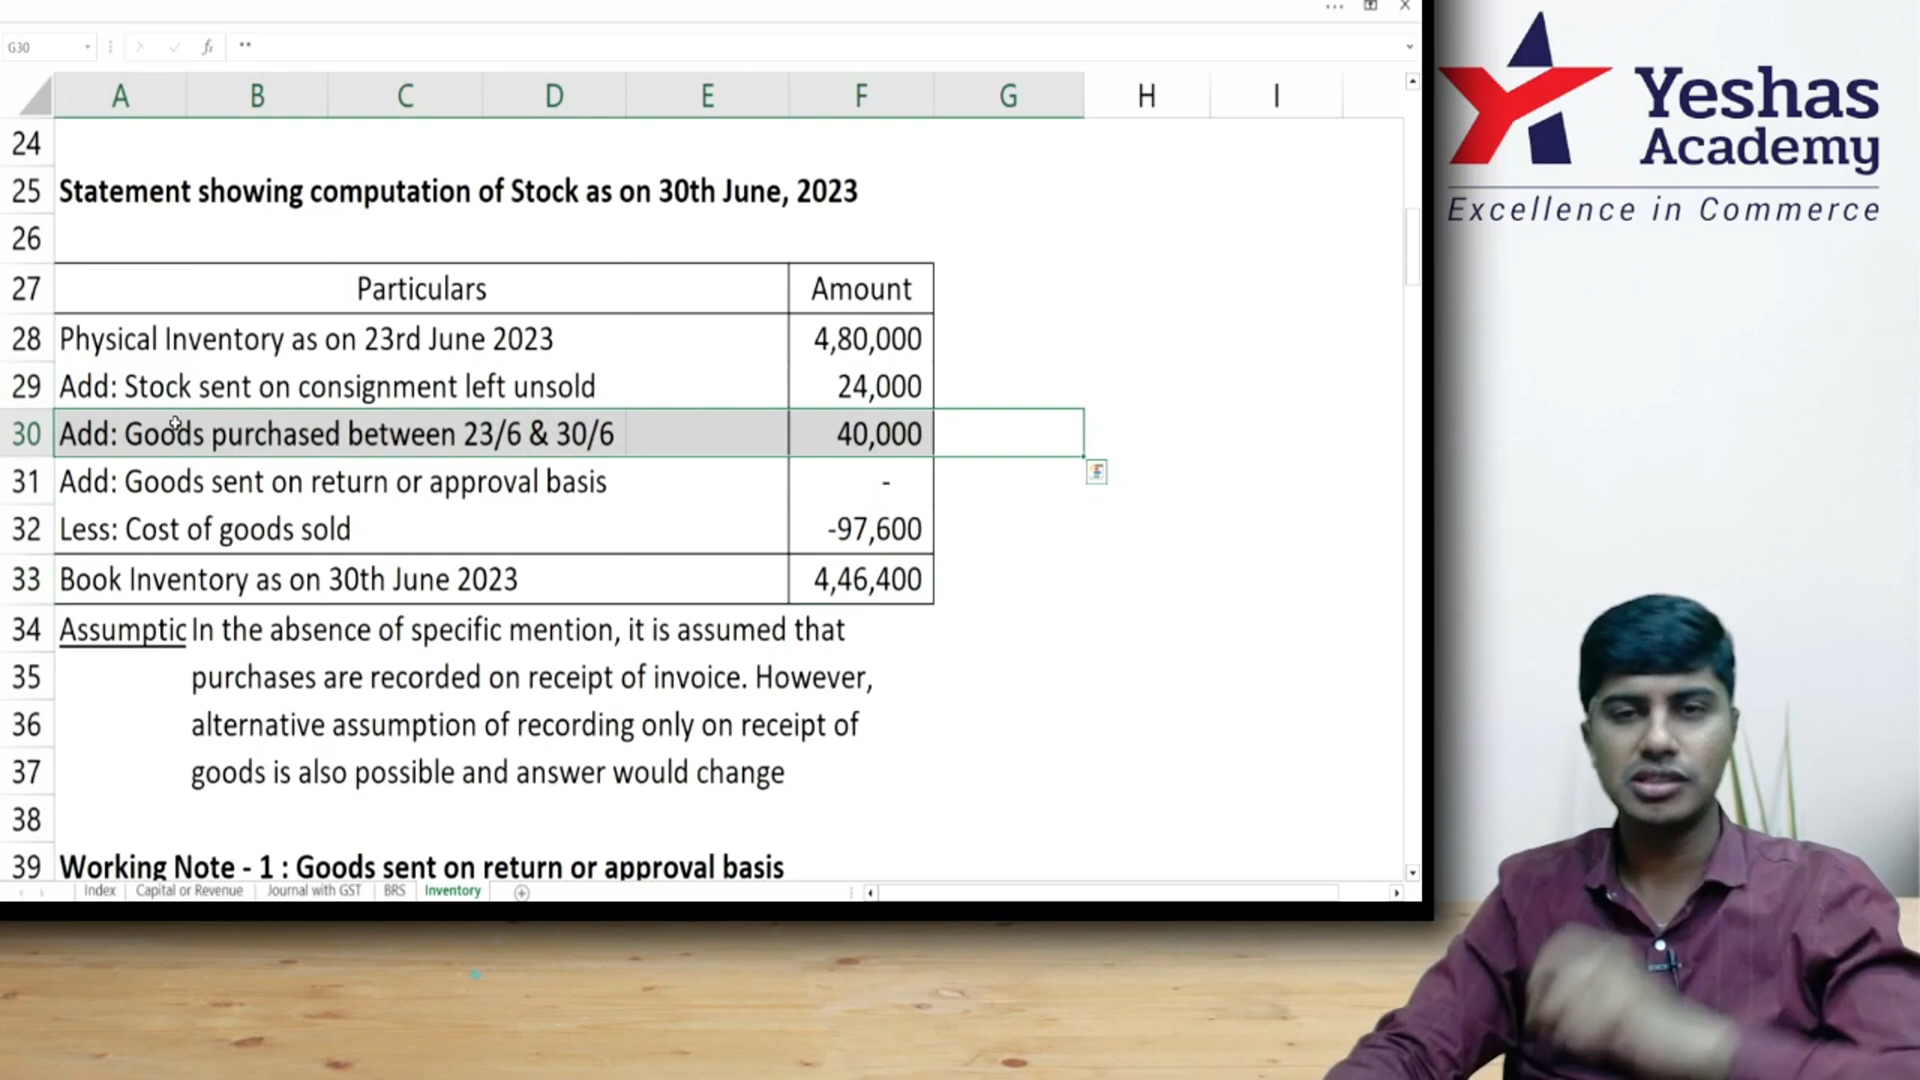 G30
fx
A B C D E F G H I
24
25 Statement showing computation of Stock as on 30th June, 2023
26
27 Particulars Amount
28 Physical Inventory as on 23rd June 2023 4,80,000
29 Add: Stock sent on consignment left unsold 24,000
30 Add: Goods purchased between 23/6 & 30/6 40,000
31 Add: Goods sent on return or approval basis -
32 Less: Cost of goods sold -97,600
33 Book Inventory as on 30th June 2023 4,46,400
34 Assumptic In the absence of specific mention, it is assumed that
35 purchases are recorded on receipt of invoice. However,
36 alternative assumption of recording only on receipt of
37 goods is also possible and answer would change
38
39 Working Note - 1 : Goods sent on return or approval basis
Index Capital or Revenue Journal with GST BRS Inventory
Yeshas
Academy
Excellence in Commerce